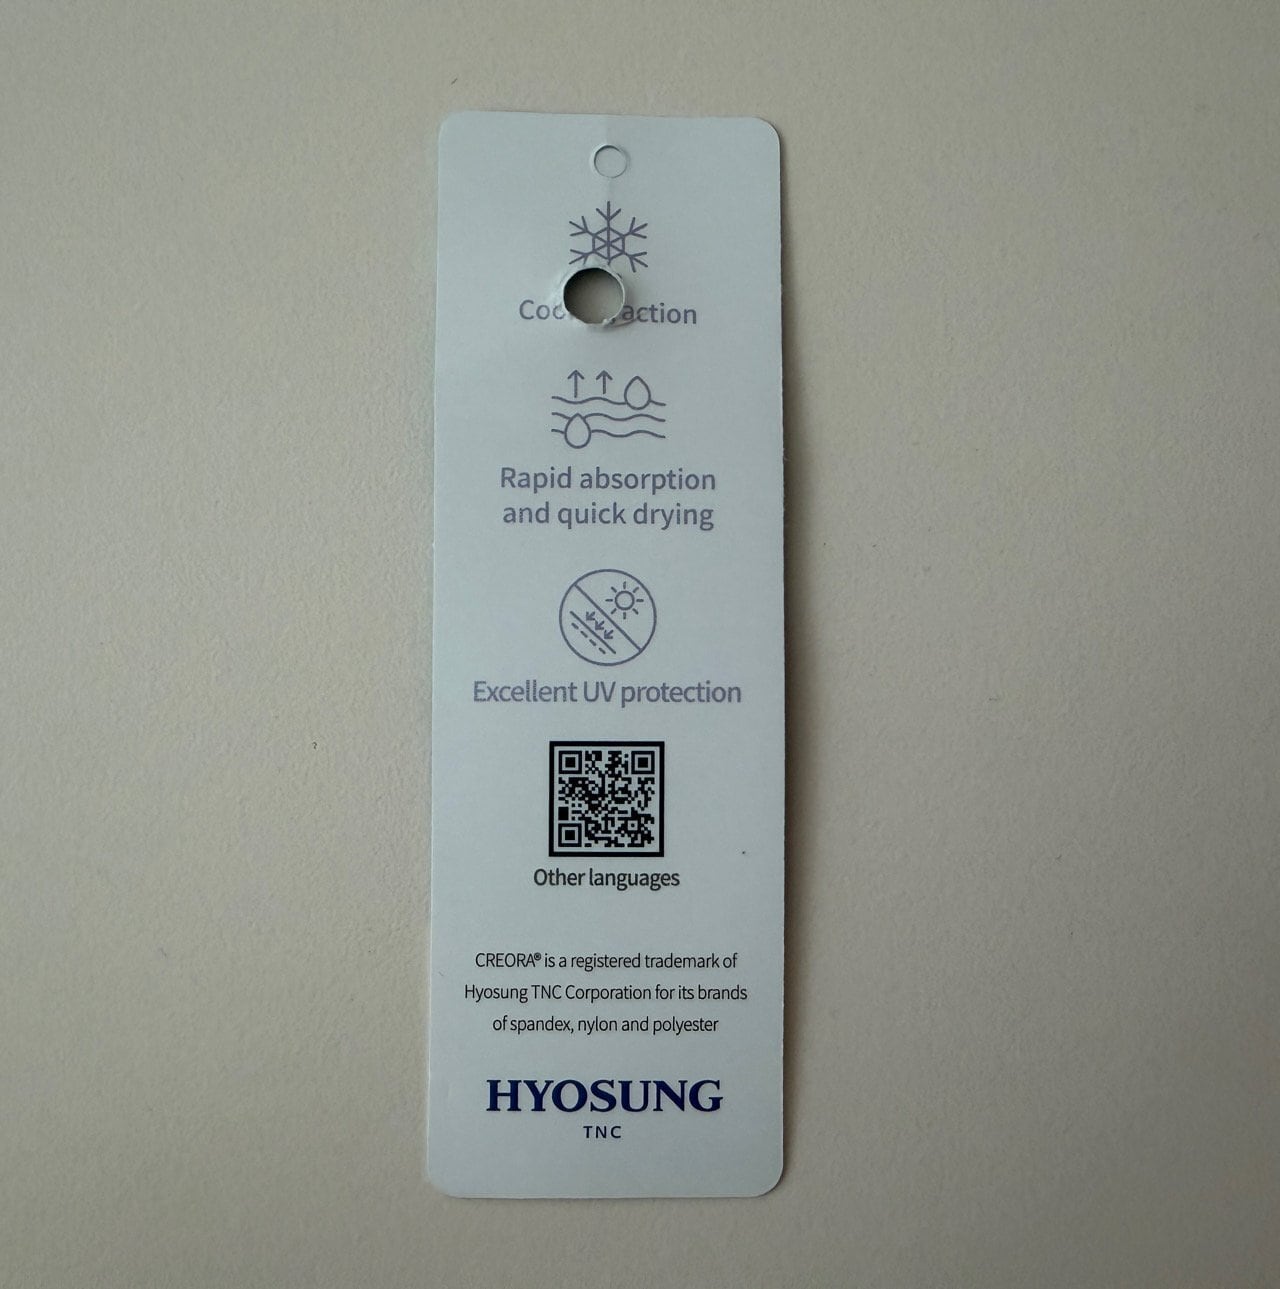 Rapid absorption
and quick drying
Excellent UV protection
Other languages
CREORA® is a registered trademark of
Hyosung TNC Corporation for its brands
of spandex, nylon and polyester
HYOSUNG
TNC